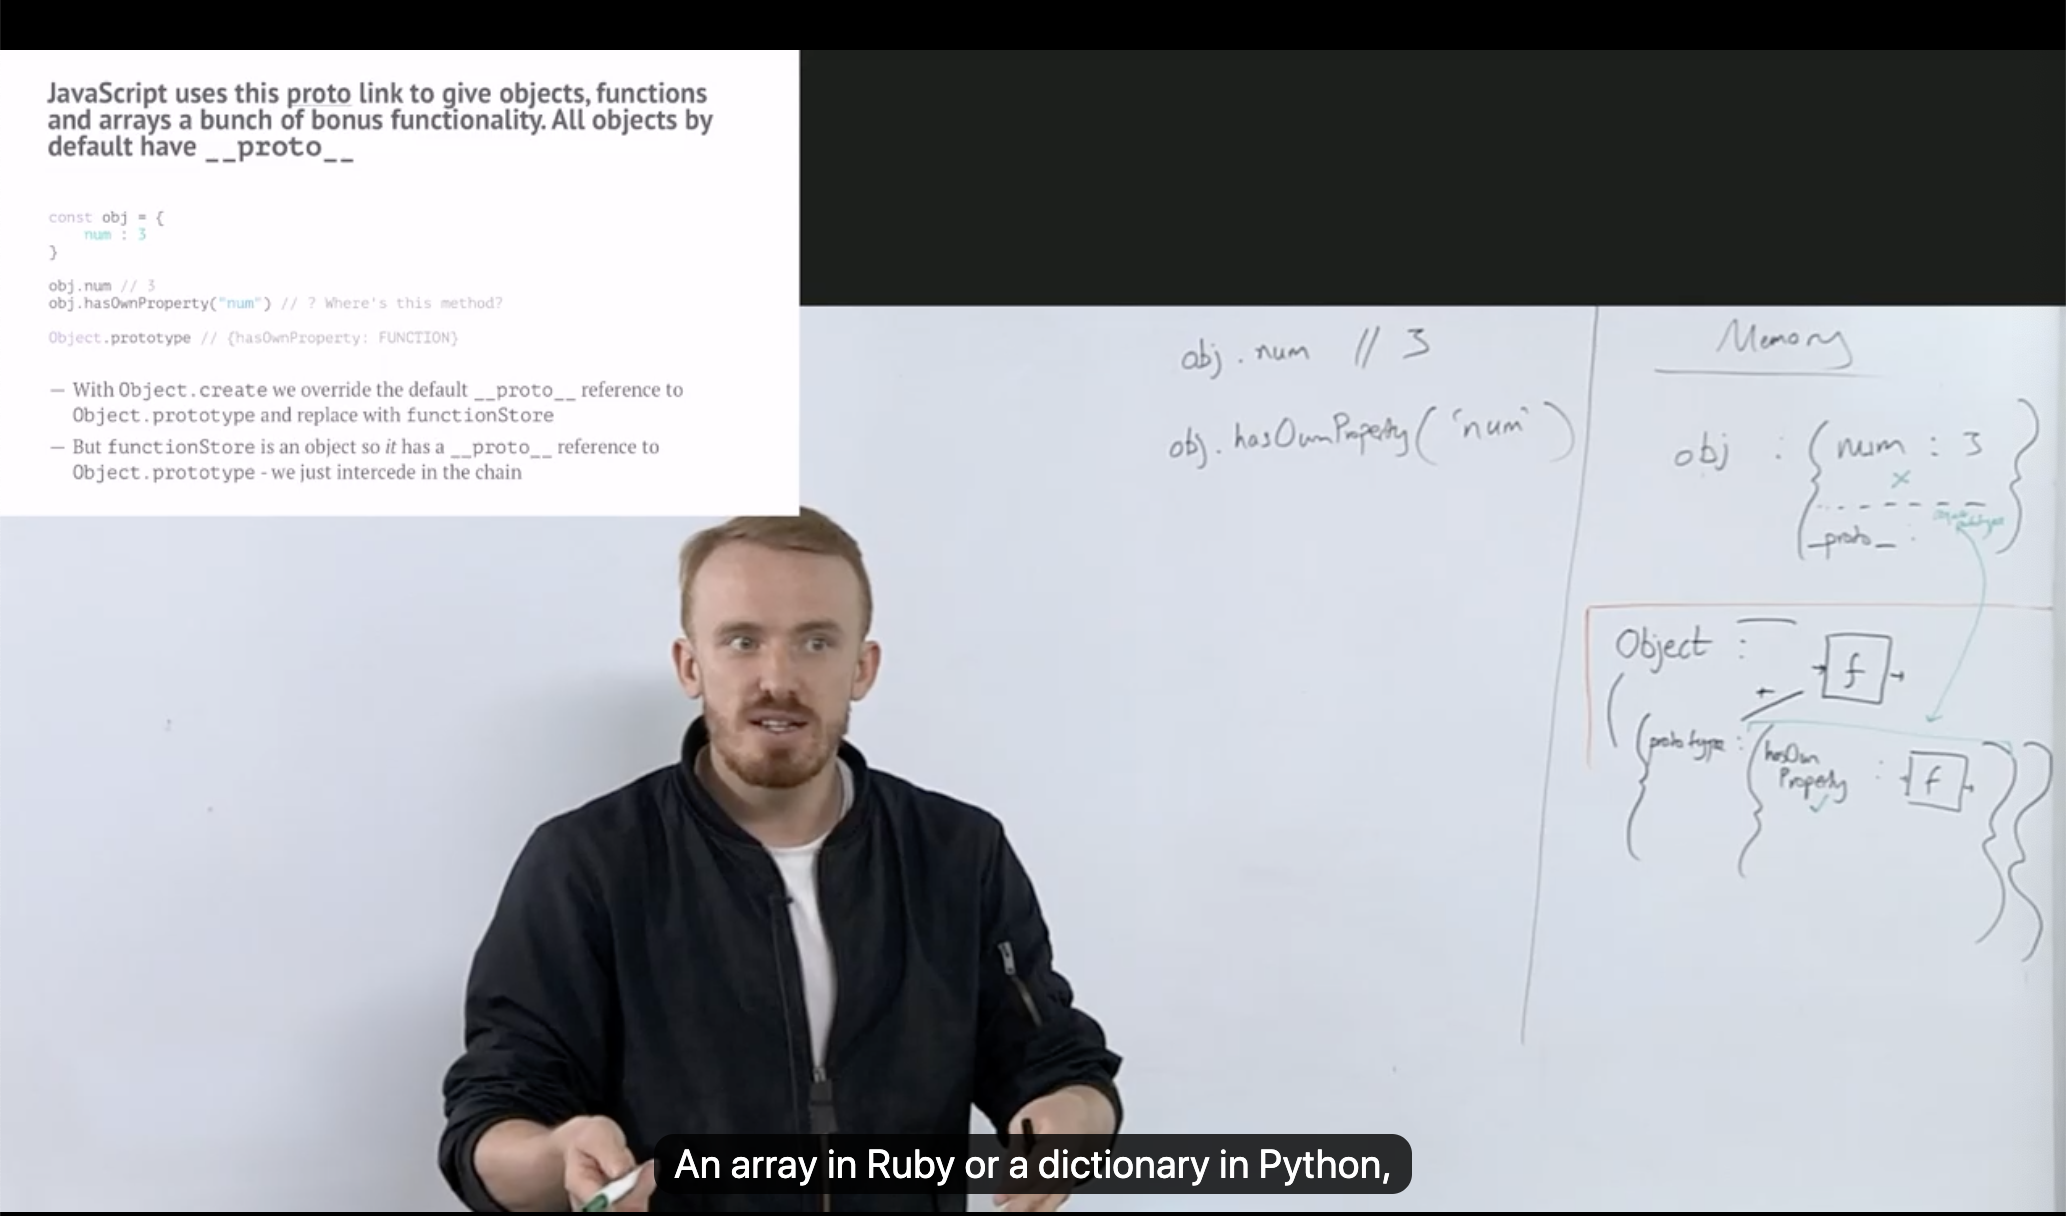 JavaScript uses this proto link to give objects, functions
and arrays a bunch of bonus functionality. All objects by
default have __proto__
const obj = {
num : 3
}
obj.num // 3
obj.hasOwnProperty("num") // ? Where's this method?
Object.prototype // {hasOwnProperty: FUNCTION}
— With Object.create we override the default __proto__ reference to
Object.prototype and replace with functionStore
— But functionStore is an object so it has a __proto__ reference to
Object.prototype - we just intercede in the chain
obj.num // 3
obj.hasOwnProperty('num')
Memory
obj : { num : 3 }
_proto_ :
Object : f
prototype : { hasOwn
Property : f
An array in Ruby or a dictionary in Python,